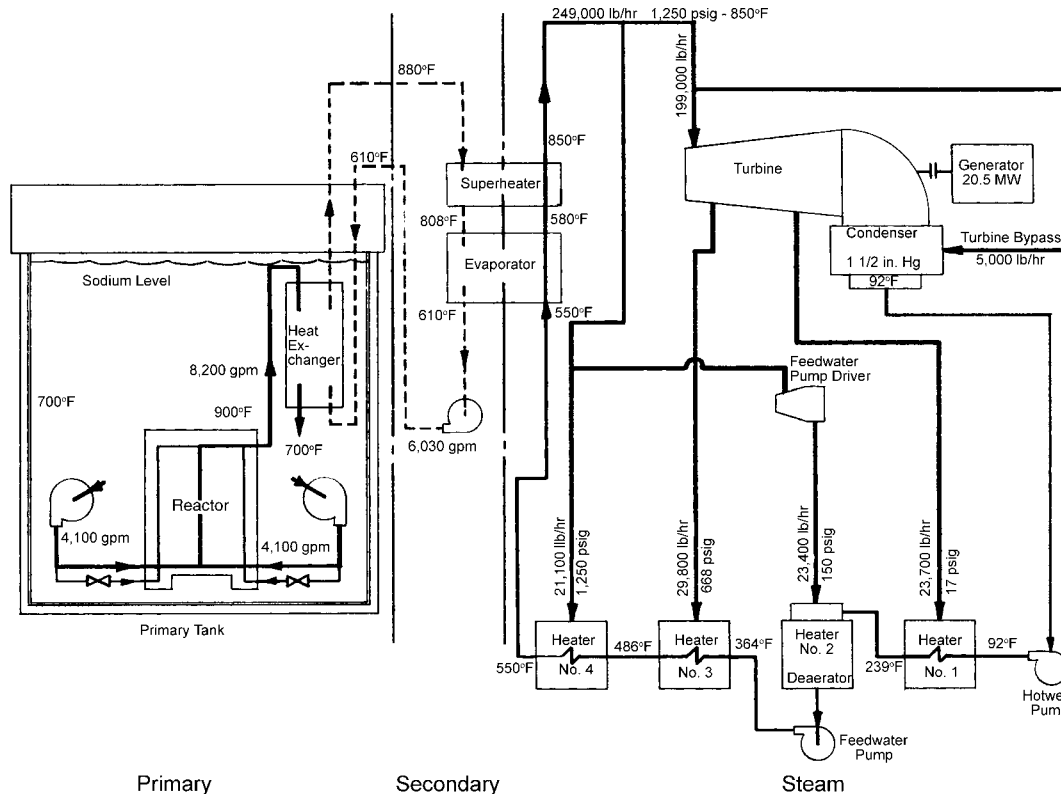 249,000 lb/hr 1,250 psig - 850°F
880°F
199,000 lb/hr
610°F
850°F
Superheater
Turbine
Generator
20.5 MW
808°F
580°F
Condenser
Turbine Bypass
Evaporator
1 1/2 in. Hg
5,000 lb/hr
Sodium Level
92°F
610°F
550°F
Heat
Ex-
changer
8,200 gpm
Feedwater
Pump Driver
700°F
900°F
700°F
6,030 gpm
Reactor
4,100 gpm
4,100 gpm
21,100 llb/hr
1,250 psig
29,800 lb/hr
668 psig
23,400 lb/hr
150 psig
23,700 lb/hr
17 psig
Primary Tank
Heater
No. 4
486°F
Heater
No. 3
364°F
Heater
No. 2
Deaerator
Heater
No. 1
92°F
550°F
239°F
Hotwe
Pum
Feedwater
Pump
Primary
Secondary
Steam